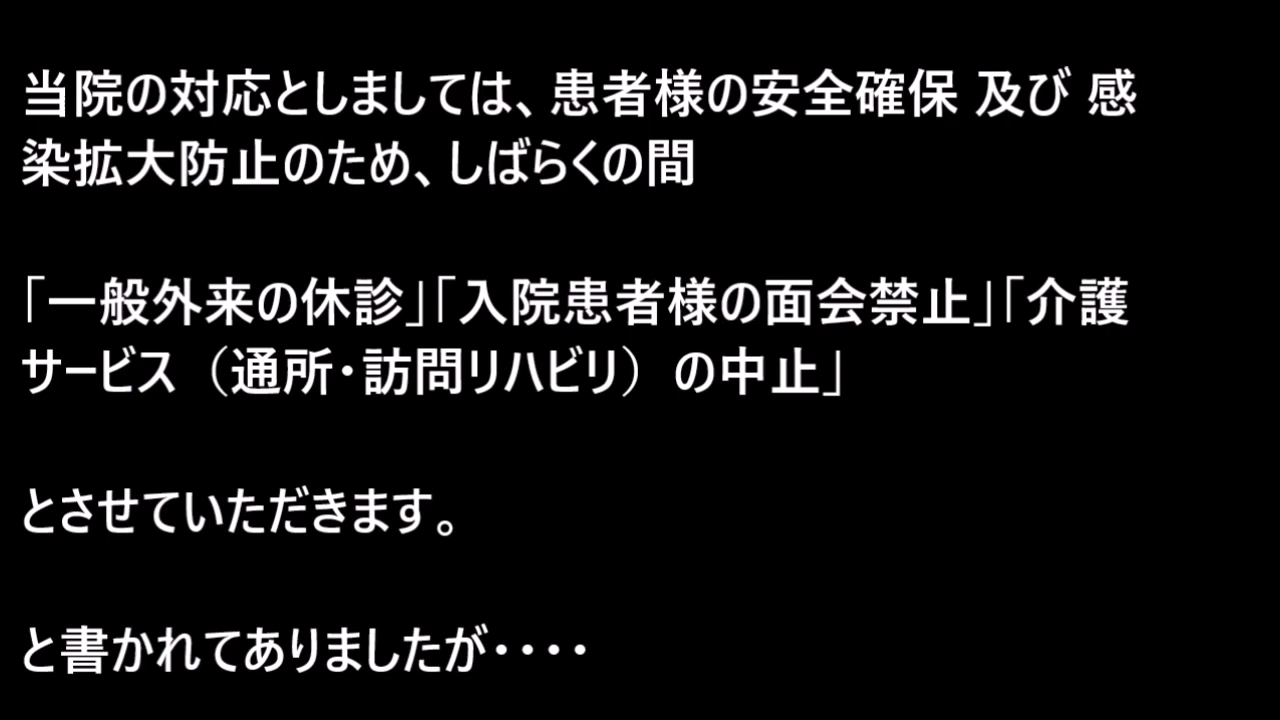 当院の対応としましては、患者様の安全確保 及び 感
染拡大防止のため、しばらくの間
「一般外来の休診」「入院患者様の面会禁止」「介護
サービス（通所・訪問リハビリ）の中止」
とさせていただきます。
と書かれてありましたが・・・・